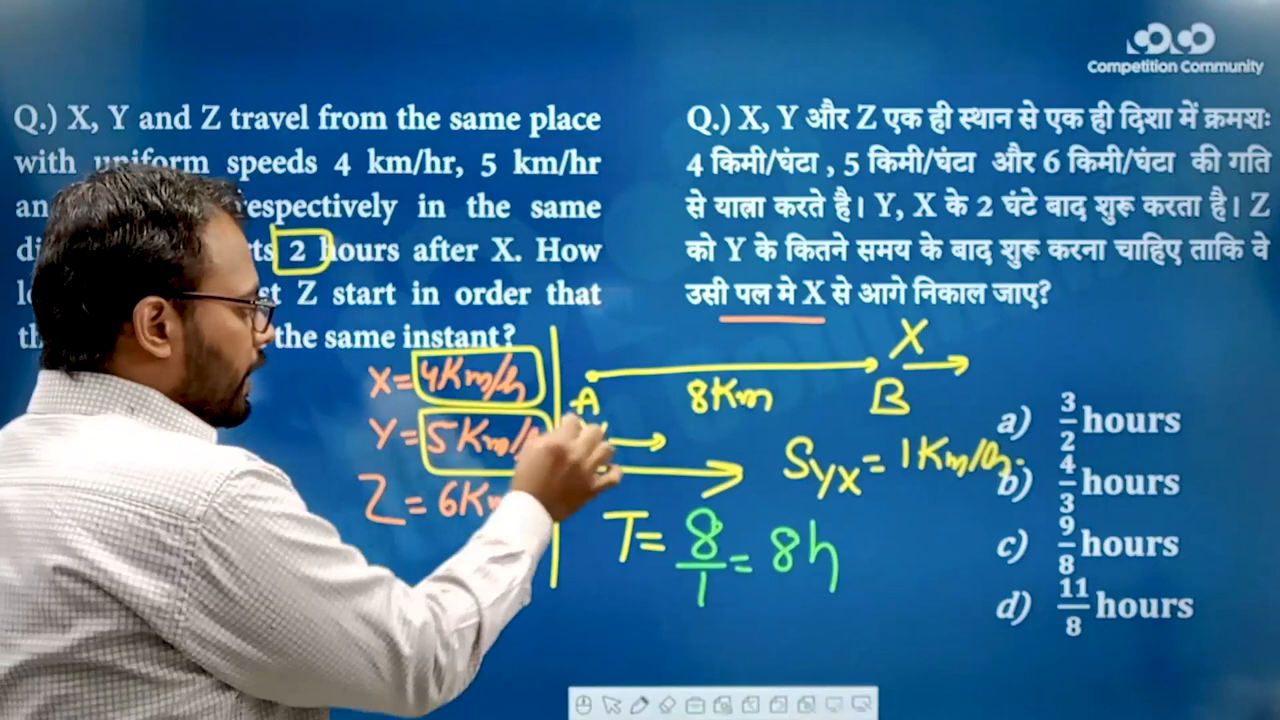 Competition Community
Q.) X, Y and Z travel from the same place
with uniform speeds 4 km/hr, 5 km/hr
respectively in the same
2 hours after X. How
Z start in order that
the same instant?
Q.) X, Y और Z एक ही स्थान से एक ही दिशा में क्रमशः
4 किमी/घंटा , 5 किमी/घंटा और 6 किमी/घंटा की गति
से यात्रा करते है। Y, X के 2 घंटे बाद शुरू करता है। Z
को Y के कितने समय के बाद शुरू करना चाहिए ताकि वे
उसी पल मे X से आगे निकाल जाए?
X= 4Km/h
Y= 5Km/
Z = 6K
X
A 8Km B
SYX = 1Km/h.
T= 8/1 = 8h
a) 3/2 hours
b) 4/3 hours
c) 9/8 hours
d) 11/8 hours